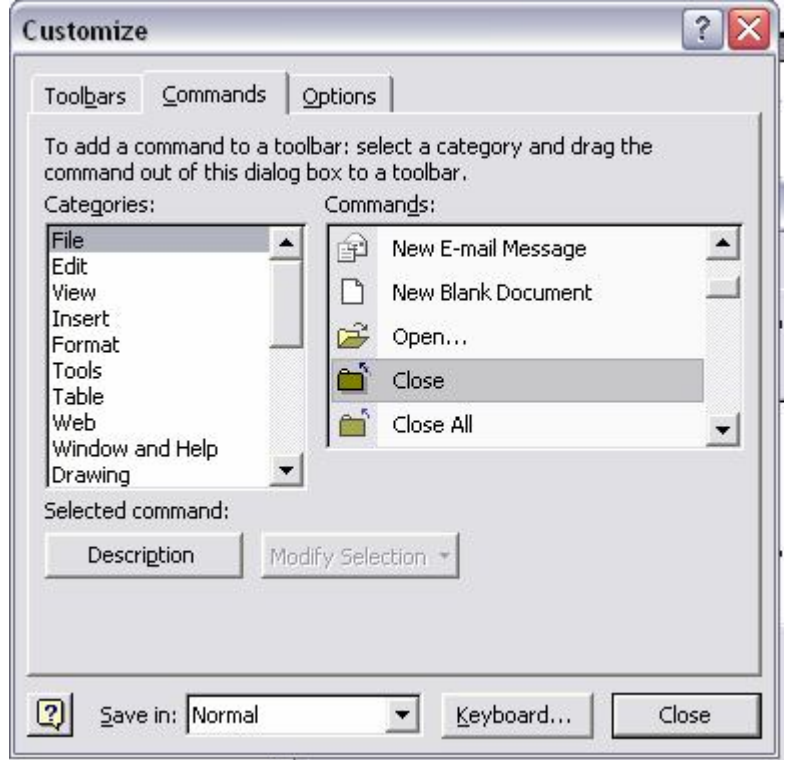 Customize
Toolbars
Commands
Options
To add a command to a toolbar: select a category and drag the
command out of this dialog box to a toolbar.
Categories:
File
Edit
View
Insert
Format
Tools
Table
Web
Window and Help
Drawing
Commands:
New E-mail Message
New Blank Document
Open...
Close
Close All
Selected command:
Description
Modify Selection
Save in: Normal
Keyboard...
Close